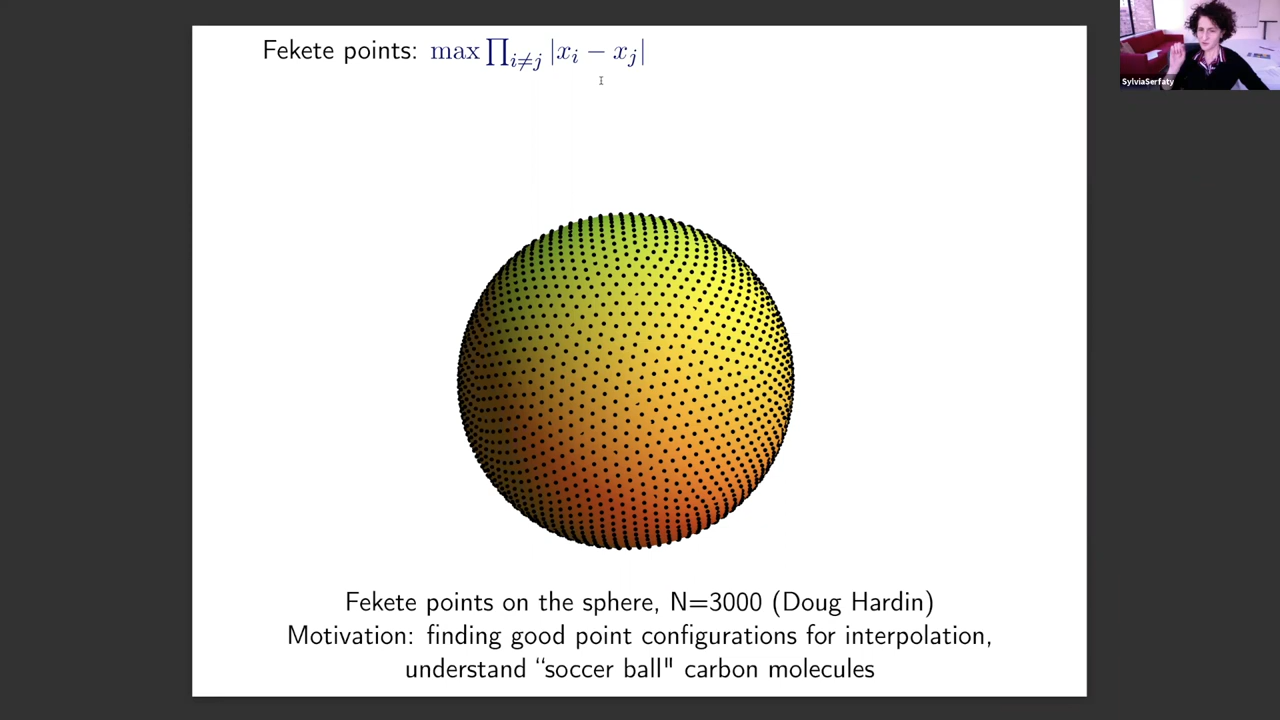 Fekete points: max ∏_{i≠j} |x_i − x_j|
SylviaSerfaty
Fekete points on the sphere, N=3000 (Doug Hardin)
Motivation: finding good point configurations for interpolation,
understand “soccer ball" carbon molecules